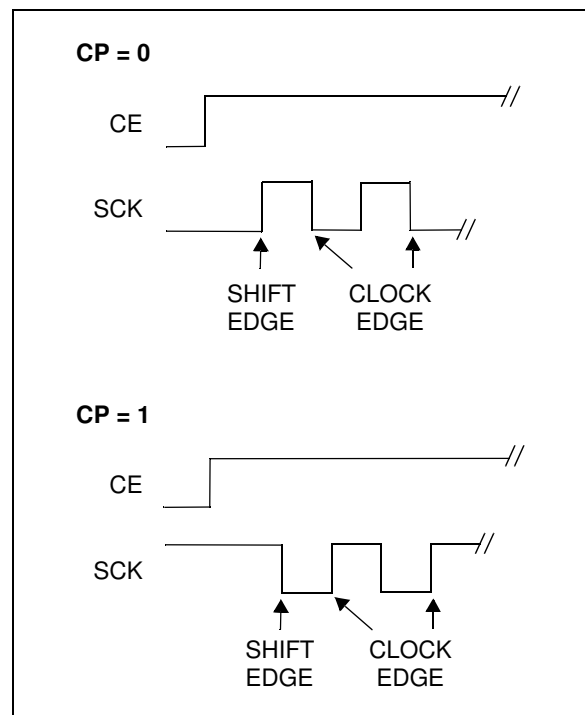 CP = 0
CE
SCK
SHIFT EDGE
CLOCK EDGE
CP = 1
CE
SCK
SHIFT EDGE
CLOCK EDGE